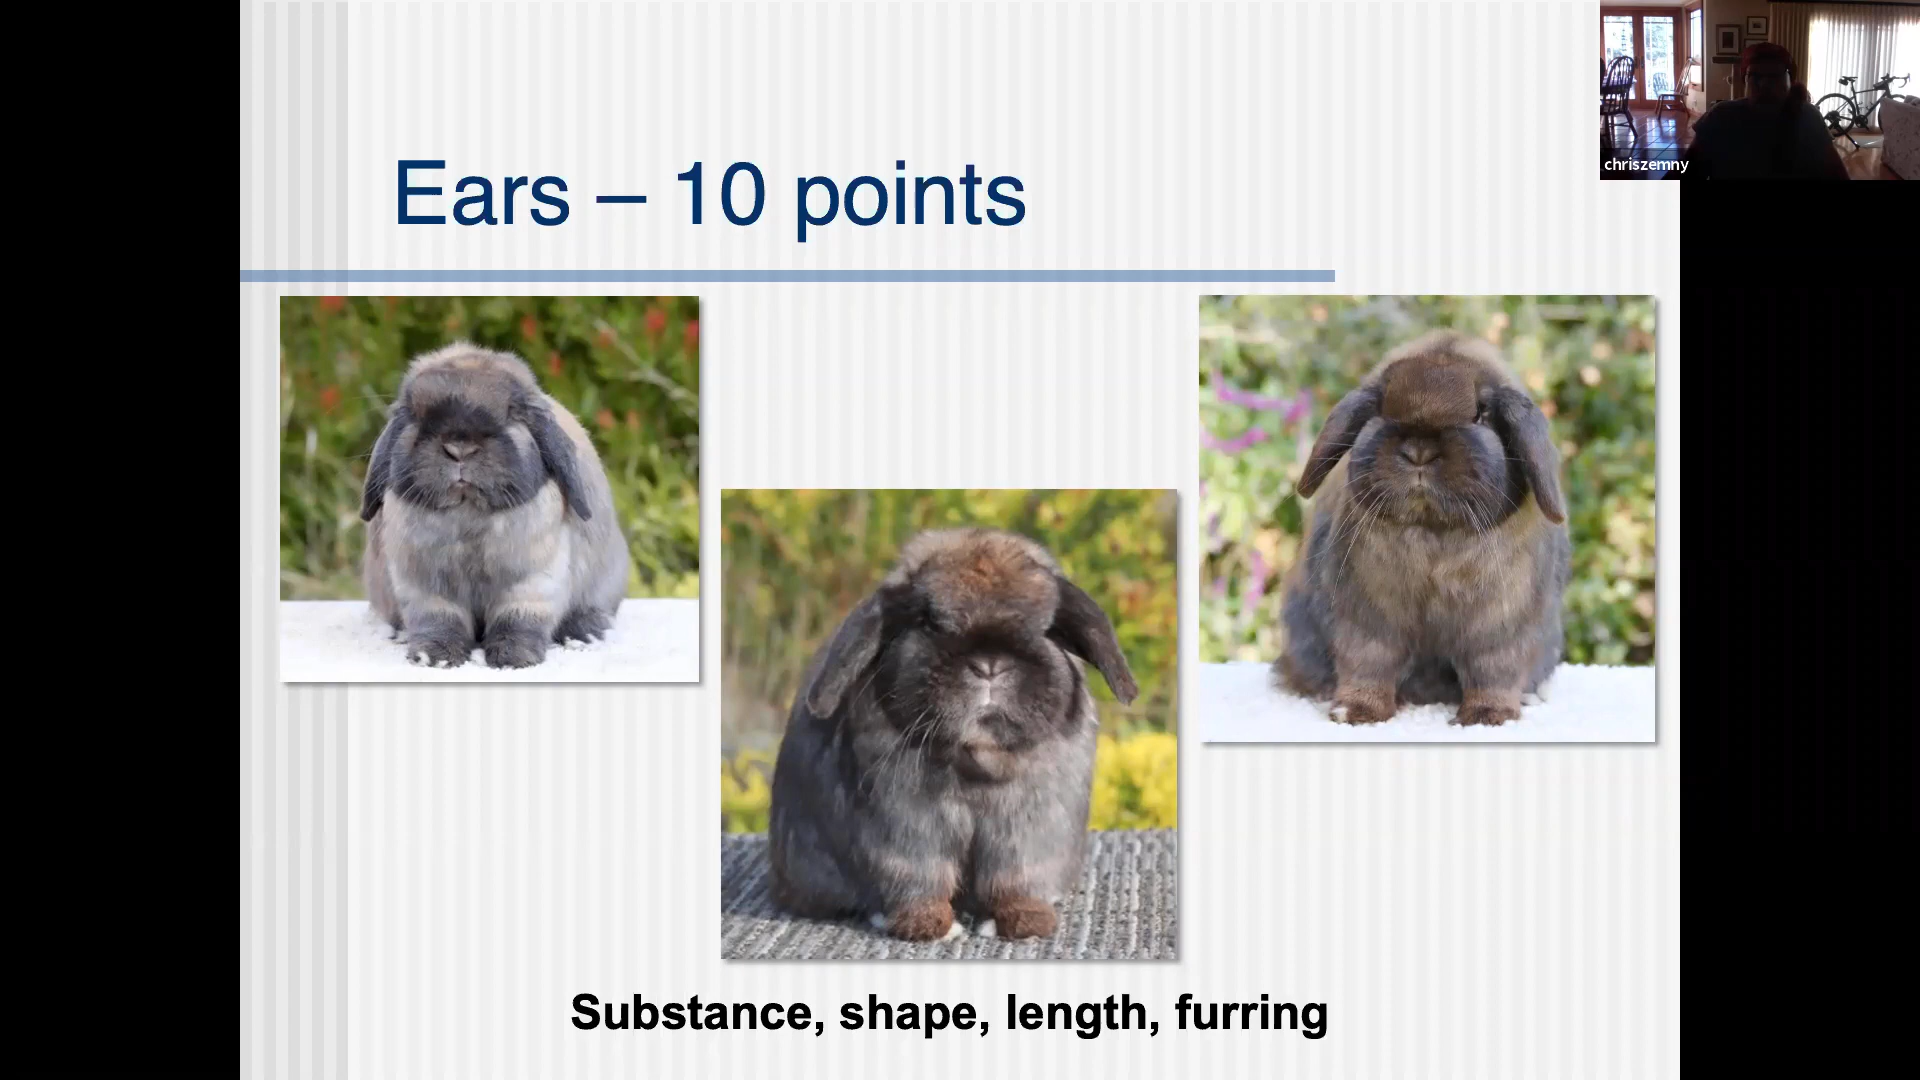 Ears – 10 points
chriszemny
Substance, shape, length, furring